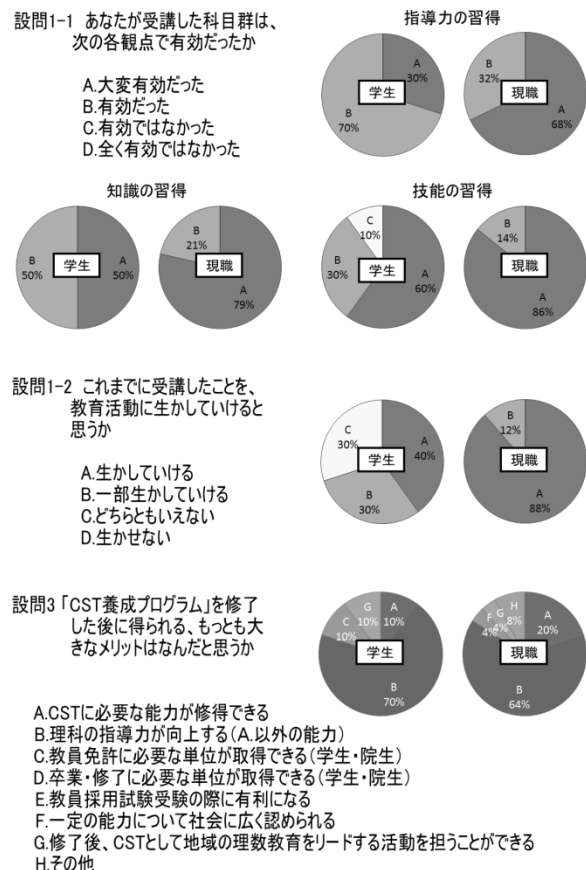 設問1-1 あなたが受講した科目群は、
次の各観点で有効だったか
A.大変有効だった
B.有効だった
C.有効ではなかった
D.全く有効ではなかった
指導力の習得
A
30%
B
70%
学生
B
32%
A
68%
現職
知識の習得
B
50%
学生
A
50%
B
21%
現職
A
79%
技能の習得
C
10%
B
30%
学生
A
60%
B
14%
現職
A
86%
設問1-2 これまでに受講したことを、
教育活動に生かしていけると
思うか
A.生かしていける
B.一部生かしていける
C.どちらともいえない
D.生かせない
C
30%
A
40%
学生
B
30%
B
12%
現職
A
88%
設問3 「CST養成プログラム」を修了
した後に得られる、もっとも大
きなメリットはなんだと思うか
G
10%
A
10%
C
10%
学生
B
70%
H
8%
G
4%
F
4%
A
20%
現職
B
64%
A.CSTに必要な能力が修得できる
B.理科の指導力が向上する(A.以外の能力)
C.教員免許に必要な単位が取得できる(学生・院生)
D.卒業・修了に必要な単位が取得できる(学生・院生)
E.教員採用試験受験の際に有利になる
F.一定の能力について社会に広く認められる
G.修了後、CSTとして地域の理数教育をリードする活動を担うことができる
H.その他